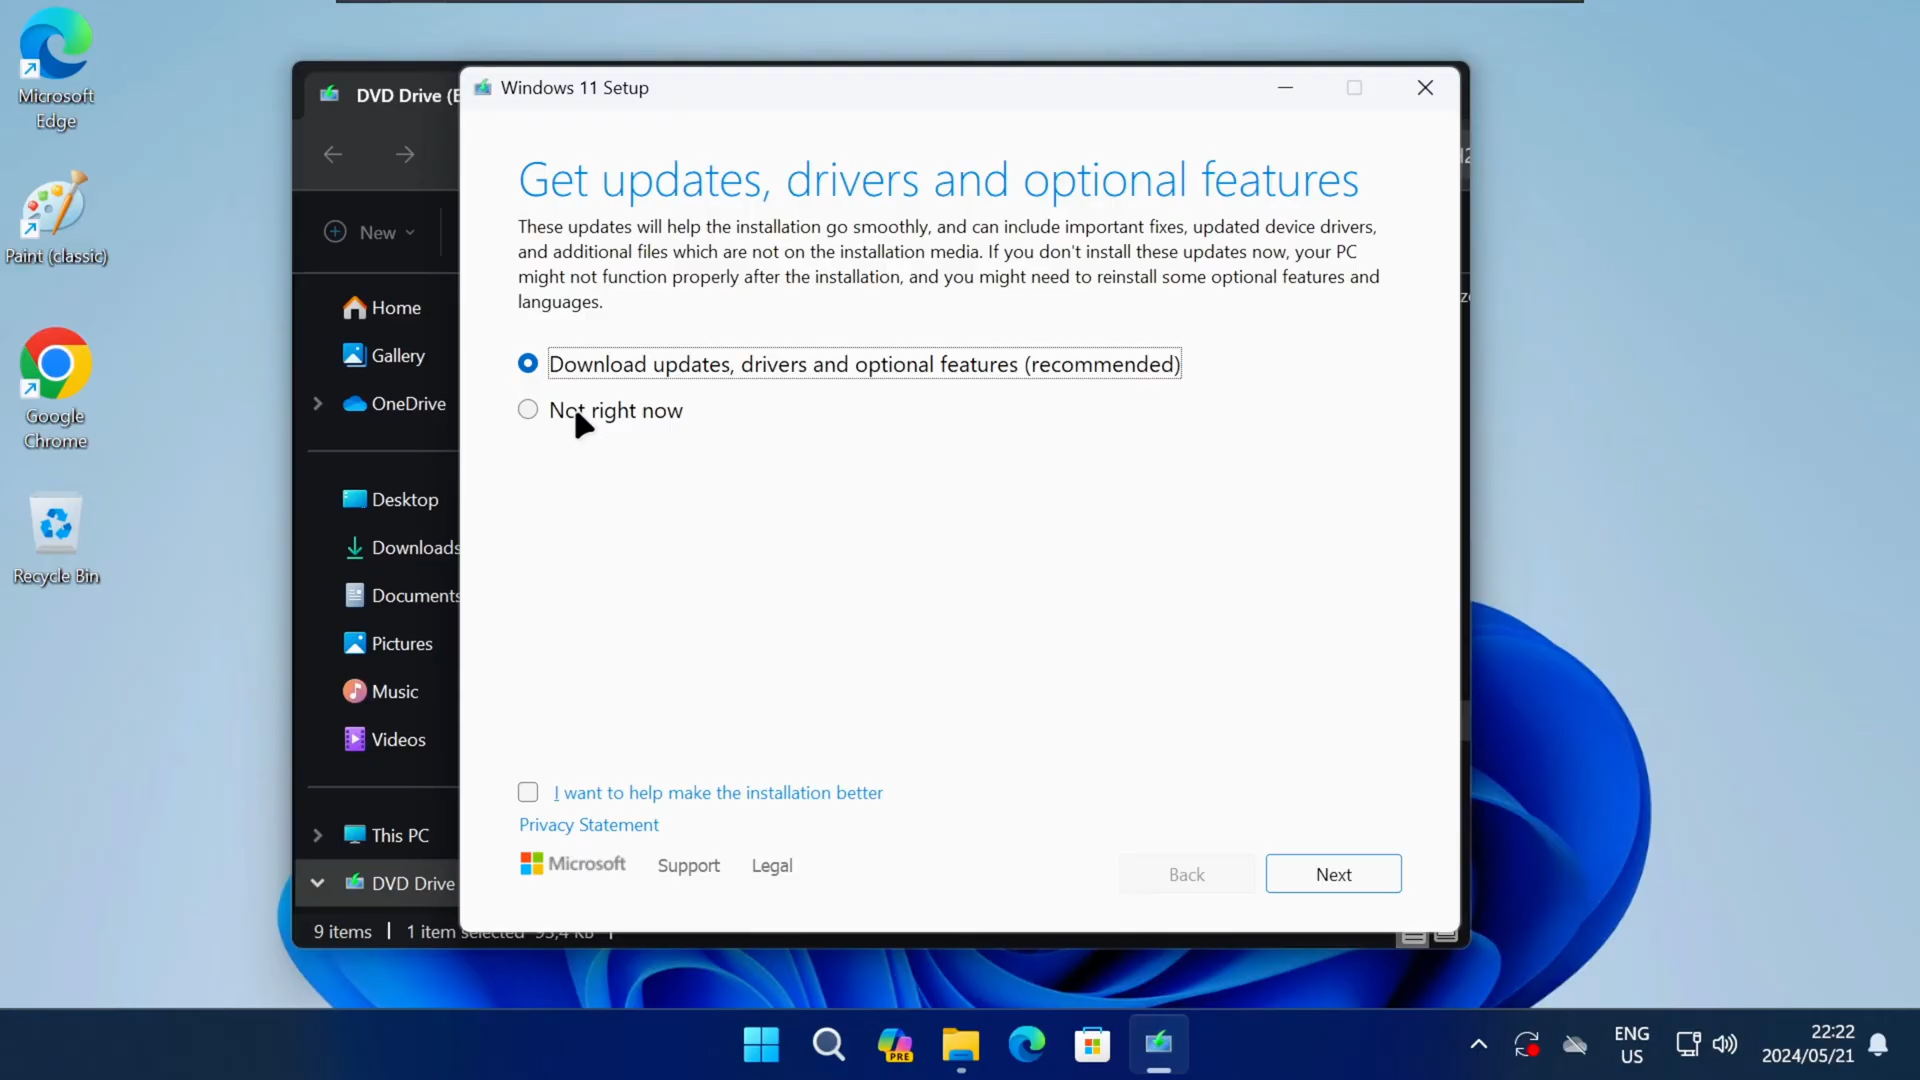 Microsoft
Edge
Paint (classic)
Google
Chrome
Recycle Bin
DVD Drive (
New
Home
Gallery
OneDrive
Desktop
Downloads
Documents
Pictures
Music
Videos
This PC
DVD Drive
9 items
1 item selected
Windows 11 Setup
Get updates, drivers and optional features
These updates will help the installation go smoothly, and can include important fixes, updated device drivers,
and additional files which are not on the installation media. If you don't install these updates now, your PC
might not function properly after the installation, and you might need to reinstall some optional features and
languages.
Download updates, drivers and optional features (recommended)
Not right now
I want to help make the installation better
Privacy Statement
Microsoft
Support
Legal
Back
Next
PRE
ENG
US
22:22
2024/05/21